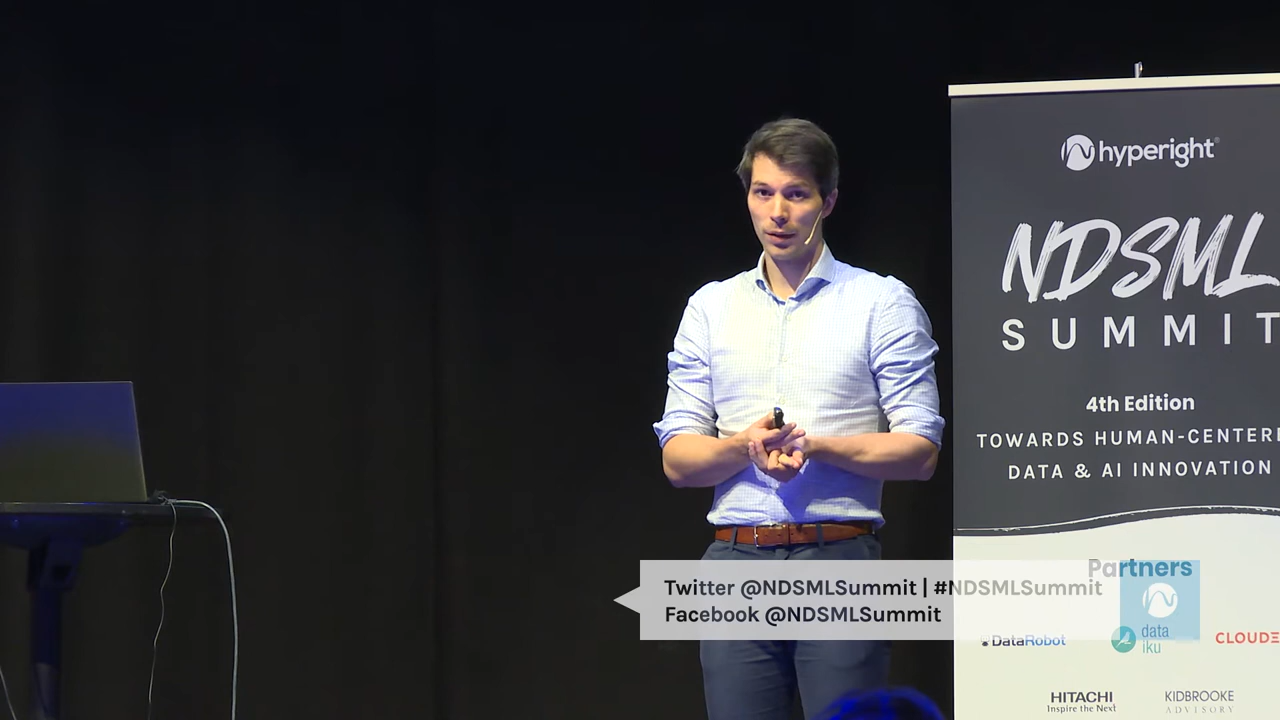 hyperight
NDSML
SUMMIT
4th Edition
TOWARDS HUMAN-CENTERE
DATA & AI INNOVATION
Partners
Twitter @NDSMLSummit | #NDSMLSummit
Facebook @NDSMLSummit
DataRobot
data
iku
CLOUDE
HITACHI
Inspire the Next
KIDBROOKE
ADVISORY